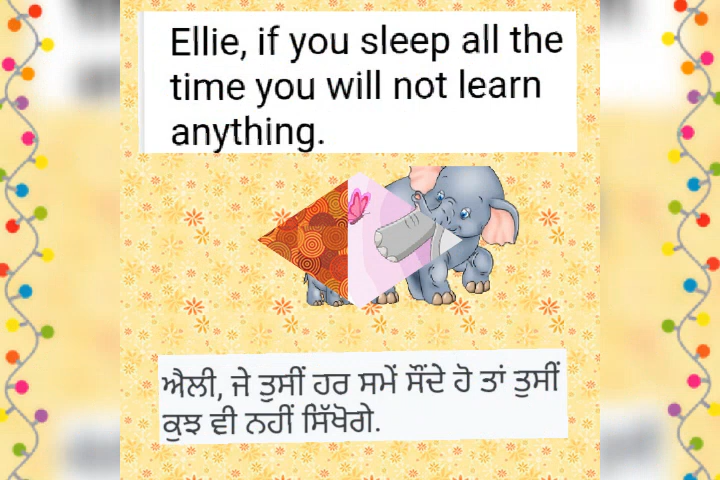 Ellie, if you sleep all the
time you will not learn
anything.
ਐਲੀ, ਜੇ ਤੁਸੀਂ ਹਰ ਸਮੇਂ ਸੌਂਦੇ ਹੋ ਤਾਂ ਤੁਸੀਂ
ਕੁਝ ਵੀ ਨਹੀਂ ਸਿੱਖੋਗੇ.